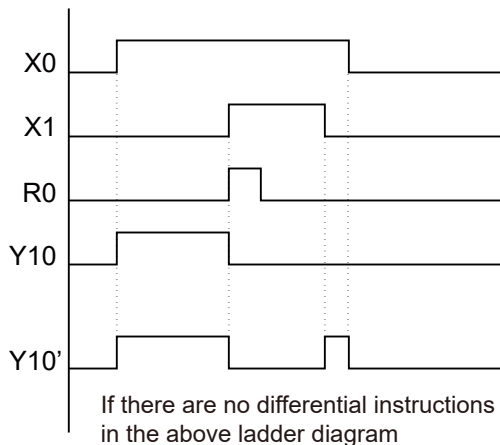 X0
X1
R0
Y10
Y10’
If there are no differential instructions
in the above ladder diagram